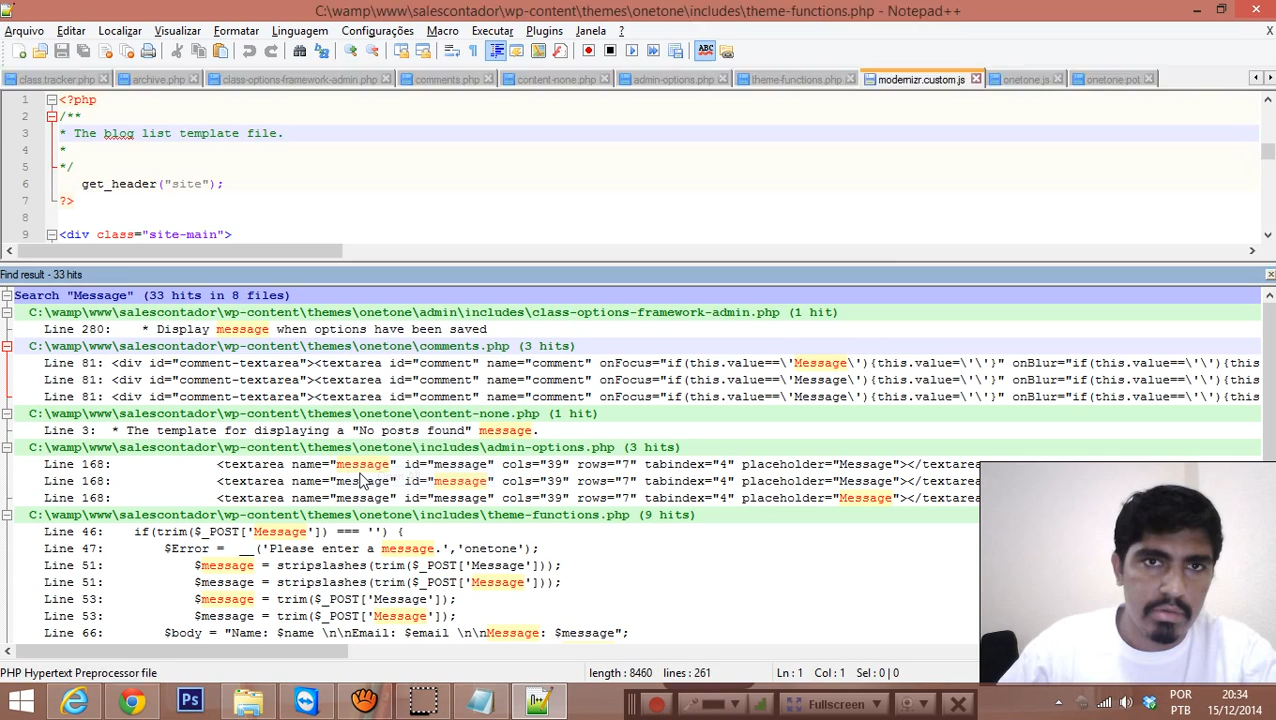 C:\wamp\www\salescontador\wp-content\themes\onetone\includes\theme-functions.php - Notepad++
Arquivo Editar Localizar Visualizar Formatar Linguagem Configurações Macro Executar Plugins Janela ? X
class.tracker.php archive.php class-options-framework-admin.php comments.php content-none.php admin-options.php theme-functions.php modernizr.custom.js onetone.js onetone.pot
1 <?php
2 /**
3 * The blog list template file.
4 *
5 */
6 get_header("site");
7 ?>
8
9 <div class="site-main">
Find result - 33 hits
Search "Message" (33 hits in 8 files)
C:\wamp\www\salescontador\wp-content\themes\onetone\admin\includes\class-options-framework-admin.php (1 hit)
Line 280: * Display message when options have been saved
C:\wamp\www\salescontador\wp-content\themes\onetone\comments.php (3 hits)
Line 81: <div id="comment-textarea"><textarea id="comment" name="comment" onFocus="if(this.value==\'Message\'){this.value=\'\'}" onBlur="if(this.value==\'\'){this
Line 81: <div id="comment-textarea"><textarea id="comment" name="comment" onFocus="if(this.value==\'Message\'){this.value=\'\'}" onBlur="if(this.value==\'\'){this
Line 81: <div id="comment-textarea"><textarea id="comment" name="comment" onFocus="if(this.value==\'Message\'){this.value=\'\'}" onBlur="if(this.value==\'\'){this
C:\wamp\www\salescontador\wp-content\themes\onetone\content-none.php (1 hit)
Line 3: * The template for displaying a "No posts found" message.
C:\wamp\www\salescontador\wp-content\themes\onetone\includes\admin-options.php (3 hits)
Line 168: <textarea name="message" id="message" cols="39" rows="7" tabindex="4" placeholder="Message"></textarea
Line 168: <textarea name="message" id="message" cols="39" rows="7" tabindex="4" placeholder="Message"></textarea
Line 168: <textarea name="message" id="message" cols="39" rows="7" tabindex="4" placeholder="Message"></textarea
C:\wamp\www\salescontador\wp-content\themes\onetone\includes\theme-functions.php (9 hits)
Line 46: if(trim($_POST['Message']) === '') {
Line 47: $Error = __('Please enter a message.','onetone');
Line 51: $message = stripslashes(trim($_POST['Message']));
Line 51: $message = stripslashes(trim($_POST['Message']));
Line 53: $message = trim($_POST['Message']);
Line 53: $message = trim($_POST['Message']);
Line 66: $body = "Name: $name \n\nEmail: $email \n\nMessage: $message";
PHP Hypertext Preprocessor file length : 8460 lines : 261 Ln : 1 Col : 1 Sel : 0 | 0
Ps Fullscreen POR 20:34
PTB 15/12/2014